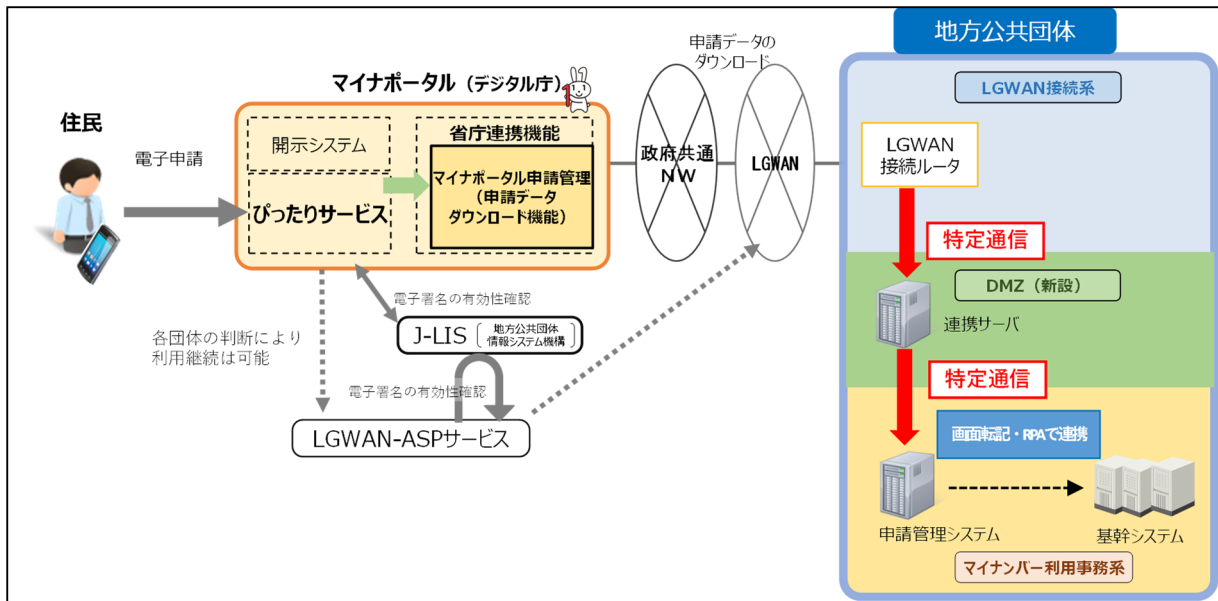 地方公共団体
LGWAN接続系
LGWAN
接続ルータ
特定通信
DMZ（新設）
連携サーバ
特定通信
画面転記・RPAで連携
申請管理システム
基幹システム
マイナンバー利用事務系
申請データの
ダウンロード
政府共通
NW
LGWAN
マイナポータル（デジタル庁）
1
開示システム
ぴったりサービス
省庁連携機能
マイナポータル申請管理
（申請データ
ダウンロード機能）
住民
電子申請
電子署名の有効性確認
J-LIS
地方公共団体
情報システム機構
各団体の判断により
利用継続は可能
電子署名の有効性確認
LGWAN-ASPサービス